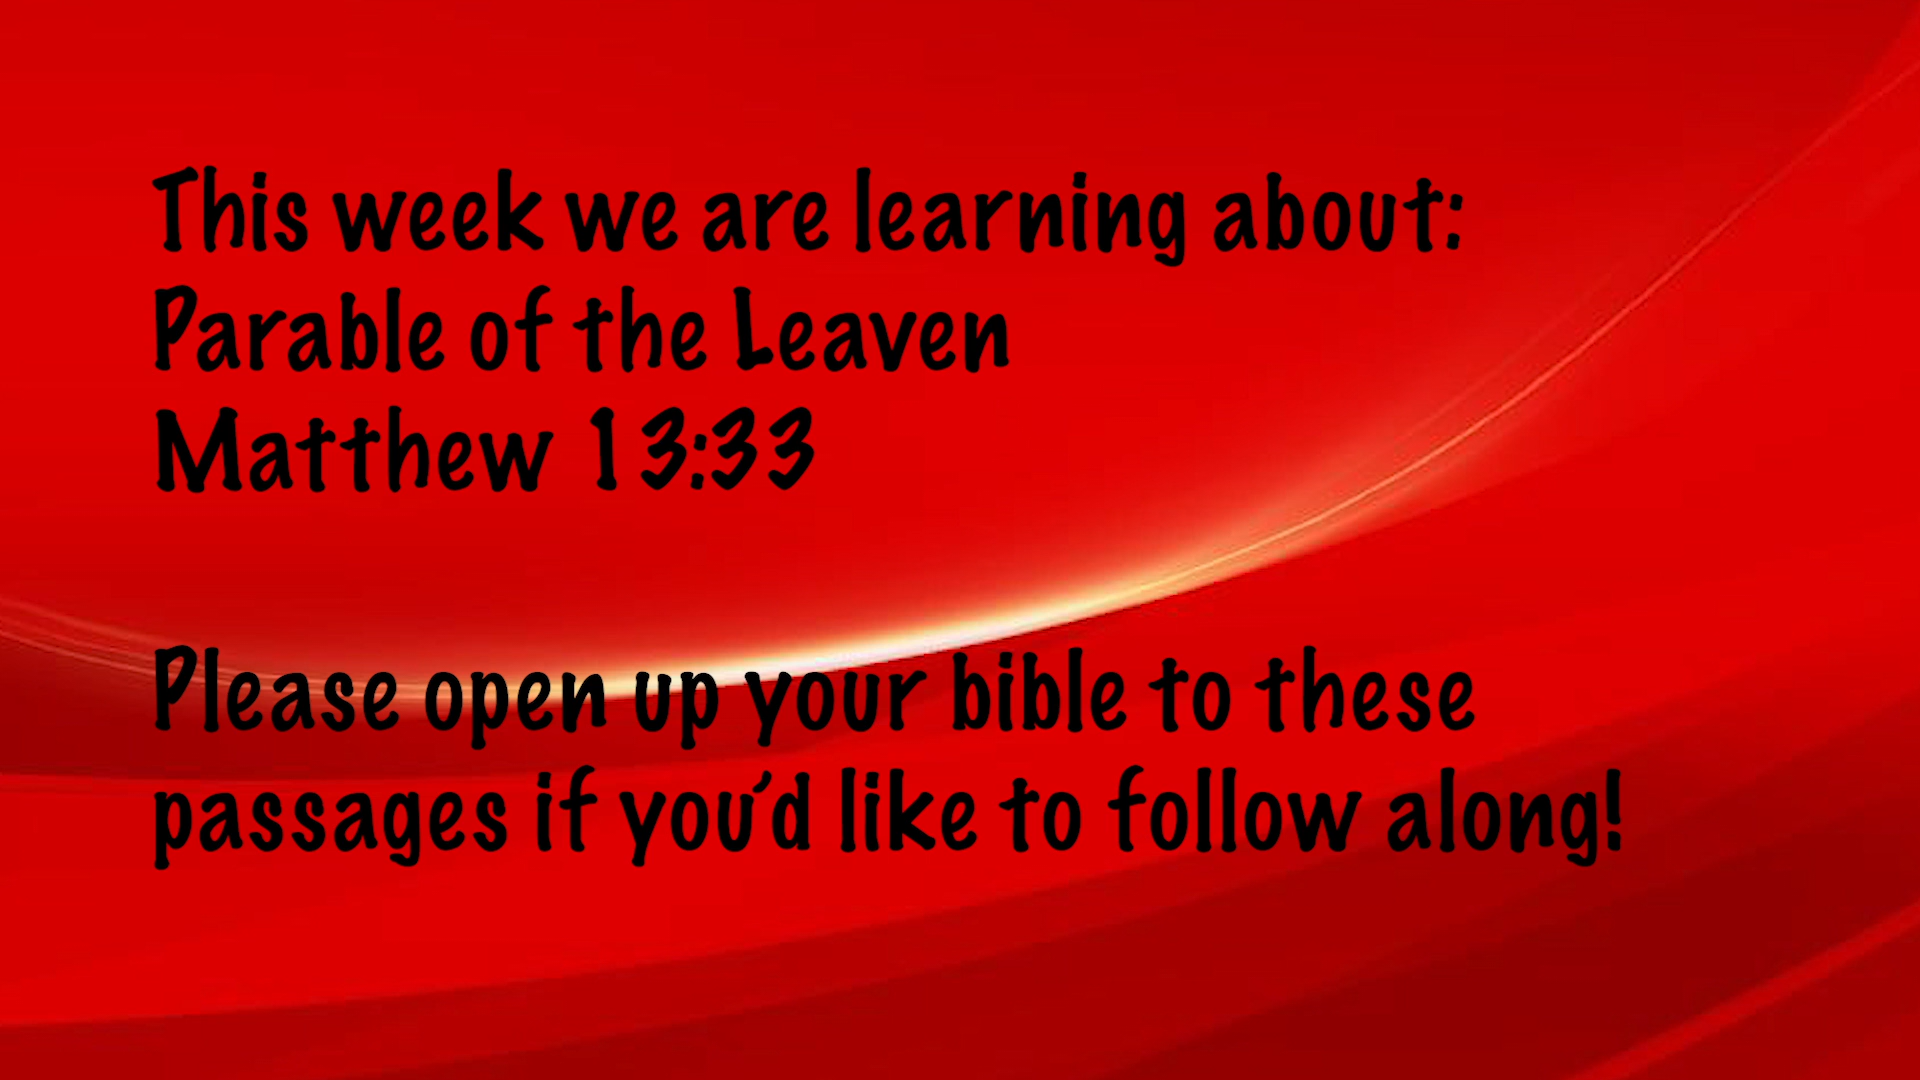 This week we are learning about:
Parable of the Leaven
Matthew 13:33
Please open up your bible to these
passages if you'd like to follow along!